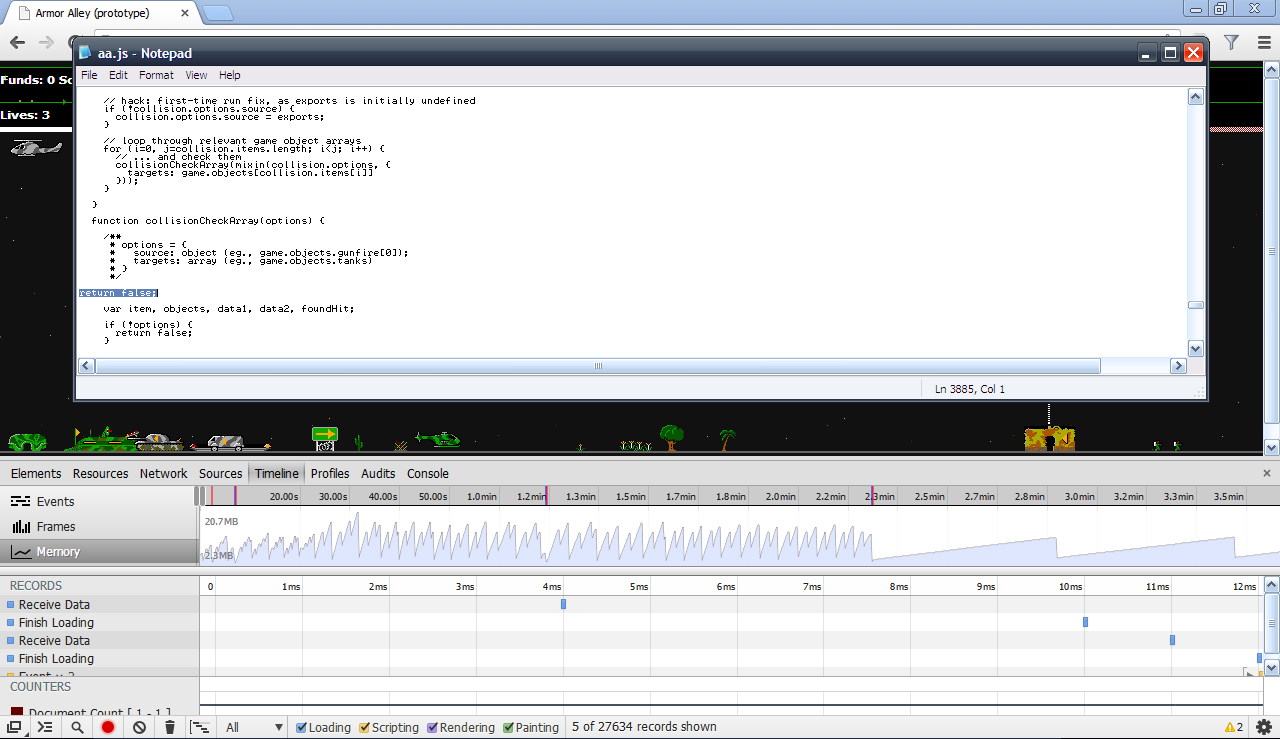 Armor Alley (prototype)
aa.js - Notepad
File Edit Format View Help
Funds: 0 Sc
Lives: 3
// hack: first-time run fix, as exports is initially undefined
if (!collision.options.source) {
collision.options.source = exports;
}
// loop through relevant game object arrays
for (i=0, j=collision.items.length; i<j; i++) {
// ... and check them
collisionCheckArray(mixin(collision.options, {
targets: game.objects[collision.items[i]]
}));
}
}
function collisionCheckArray(options) {
/**
* options = {
* source: object (eg., game.objects.gunfire[0]);
* targets: array (eg., game.objects.tanks)
* }
*/
return false;
var item, objects, data1, data2, foundHit;
if (!options) {
return false;
}
Ln 3885, Col 1
Elements Resources Network Sources Timeline Profiles Audits Console
Events
Frames
Memory
20.00s 30.00s 40.00s 50.00s 1.0min 1.2min 1.3min 1.5min 1.7min 1.8min 2.0min 2.2min 2.3min 2.5min 2.7min 2.8min 3.0min 3.2min 3.3min 3.5min
20.7MB
2.3MB
RECORDS
0 1ms 2ms 3ms 4ms 5ms 6ms 7ms 8ms 9ms 10ms 11ms 12ms
Receive Data
Finish Loading
Receive Data
Finish Loading
COUNTERS
Document Count [ 1 - 1 ]
All Loading Scripting Rendering Painting 5 of 27634 records shown 2